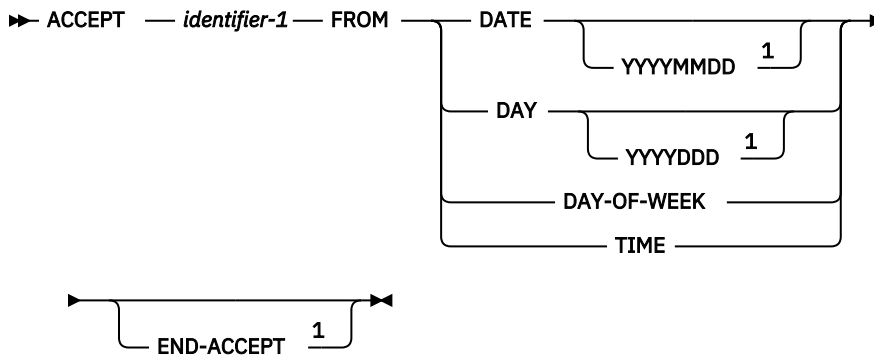 ACCEPT identifier-1 FROM DATE
YYYYMMDD 1
DAY
YYYYDDD 1
DAY-OF-WEEK
TIME
END-ACCEPT 1